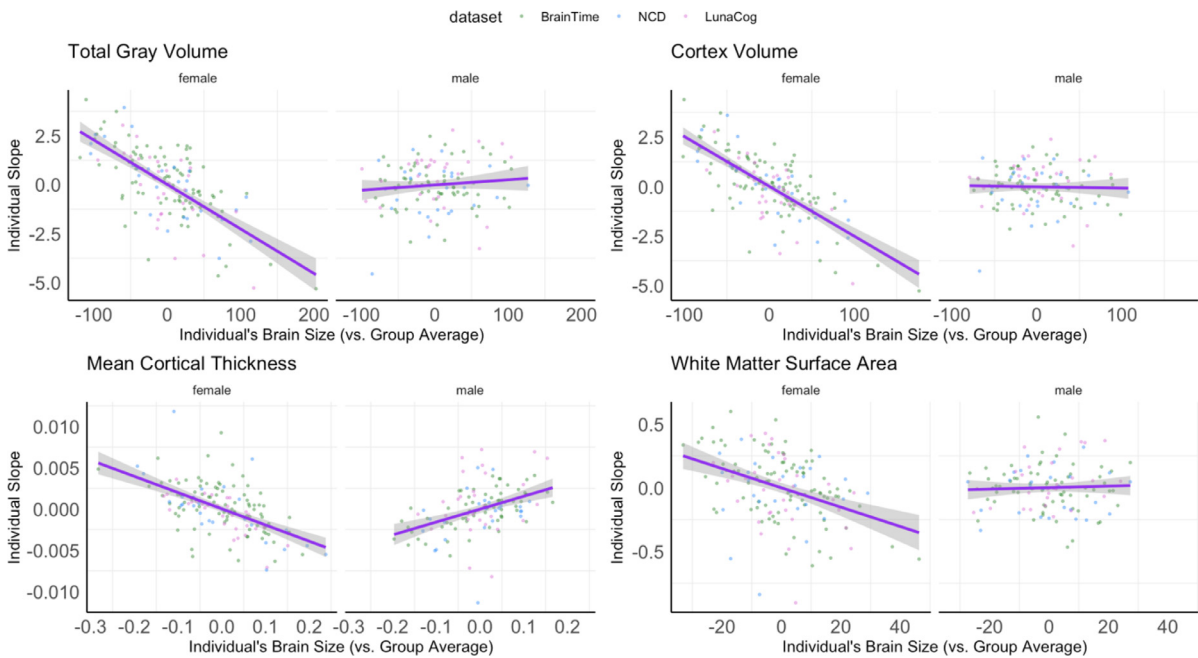 dataset BrainTime NCD LunaCog
Total Gray Volume
female male
2.5
0.0
-2.5
-5.0
Individual Slope
-100 0 100 200 -100 0 100 200
Individual's Brain Size (vs. Group Average)
Cortex Volume
female male
2.5
0.0
-2.5
-5.0
Individual Slope
-100 0 100 -100 0 100
Individual's Brain Size (vs. Group Average)
Mean Cortical Thickness
female male
0.010
0.005
0.000
-0.005
-0.010
Individual Slope
-0.3 -0.2 -0.1 0.0 0.1 0.2 -0.3 -0.2 -0.1 0.0 0.1 0.2
Individual's Brain Size (vs. Group Average)
White Matter Surface Area
female male
0.5
0.0
-0.5
Individual Slope
-20 0 20 40 -20 0 20 40
Individual's Brain Size (vs. Group Average)